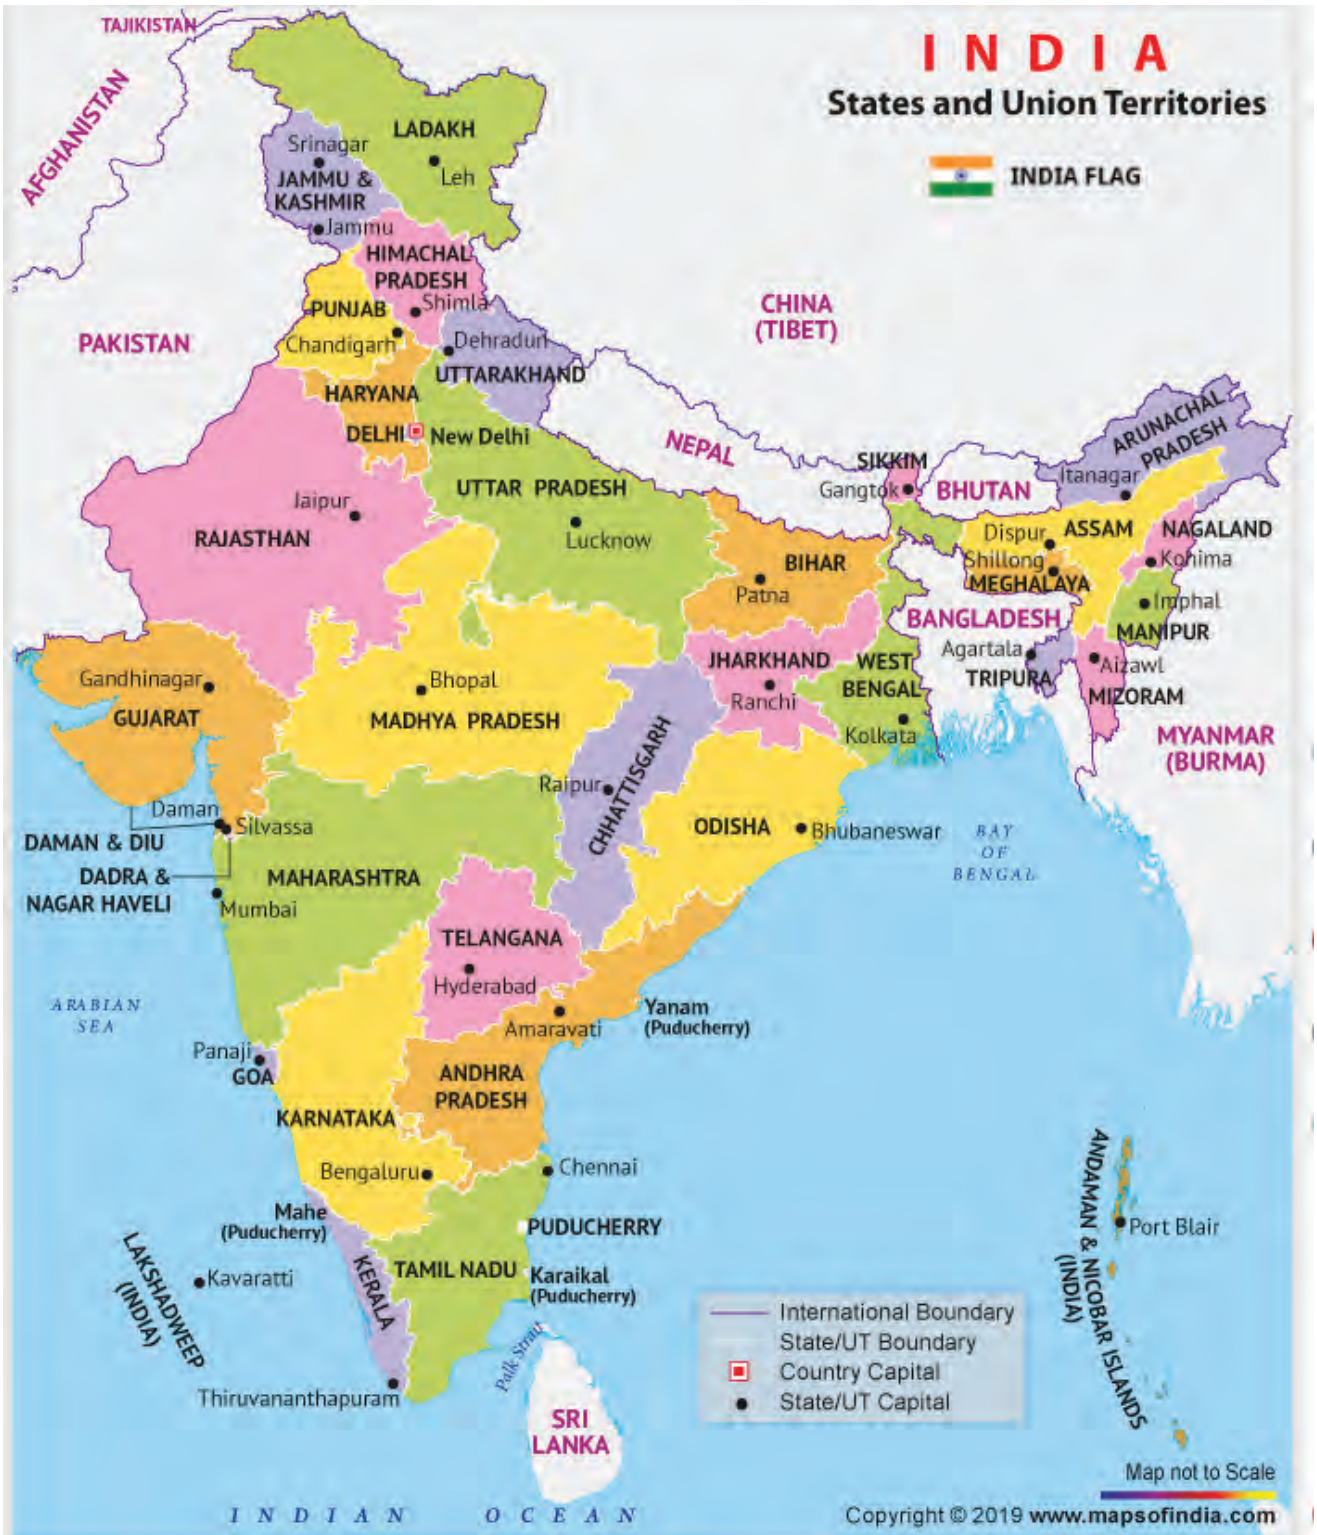 INDIA
States and Union Territories
INDIA FLAG
TAJIKISTAN
AFGHANISTAN
LADAKH
Leh
Srinagar
JAMMU &
KASHMIR
Jammu
HIMACHAL
PRADESH
Shimla
PUNJAB
Chandigarh
Dehradun
UTTARAKHAND
PAKISTAN
CHINA
(TIBET)
HARYANA
DELHI
New Delhi
NEPAL
UTTAR PRADESH
Lucknow
SIKKIM
Gangtok
BHUTAN
ARUNACHAL
PRADESH
Itanagar
Dispur
ASSAM
NAGALAND
Kohima
Shillong
MEGHALAYA
Imphal
MANIPUR
Jaipur
RAJASTHAN
BIHAR
Patna
BANGLADESH
Agartala
TRIPURA
Aizawl
MIZORAM
MYANMAR
(BURMA)
Gandhinagar
GUJARAT
Bhopal
MADHYA PRADESH
JHARKHAND
Ranchi
WEST
BENGAL
Kolkata
Raipur
CHHATTISGARH
ODISHA
Bhubaneswar
BAY
OF
BENGAL
Daman
Silvassa
DAMAN & DIU
DADRA &
NAGAR HAVELI
MAHARASHTRA
Mumbai
TELANGANA
Hyderabad
ARABIAN
SEA
Amaravati
Yanam
(Puducherry)
Panaji
GOA
ANDHRA
PRADESH
KARNATAKA
Bengaluru
Chennai
Mahe
(Puducherry)
PUDUCHERRY
KERALA
TAMIL NADU
Karaikal
(Puducherry)
LAKSHADWEEP
(INDIA)
Kavaratti
Thiruvananthapuram
Palk Strait
SRI
LANKA
ANDAMAN & NICOBAR ISLANDS
(INDIA)
Port Blair
International Boundary
State/UT Boundary
Country Capital
State/UT Capital
INDIAN OCEAN
Map not to Scale
Copyright © 2019 www.mapsofindia.com